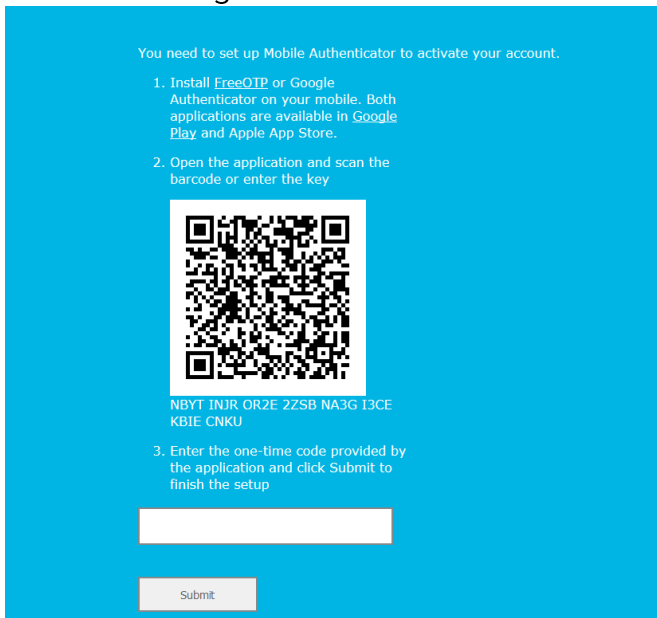 You need to set up Mobile Authenticator to activate your account.
1. Install FreeOTP or Google
Authenticator on your mobile. Both
applications are available in Google
Play and Apple App Store.
2. Open the application and scan the
barcode or enter the key
NBYT INJR OR2E 2ZSB NA3G I3CE
KBIE CNKU
3. Enter the one-time code provided by
the application and click Submit to
finish the setup
Submit